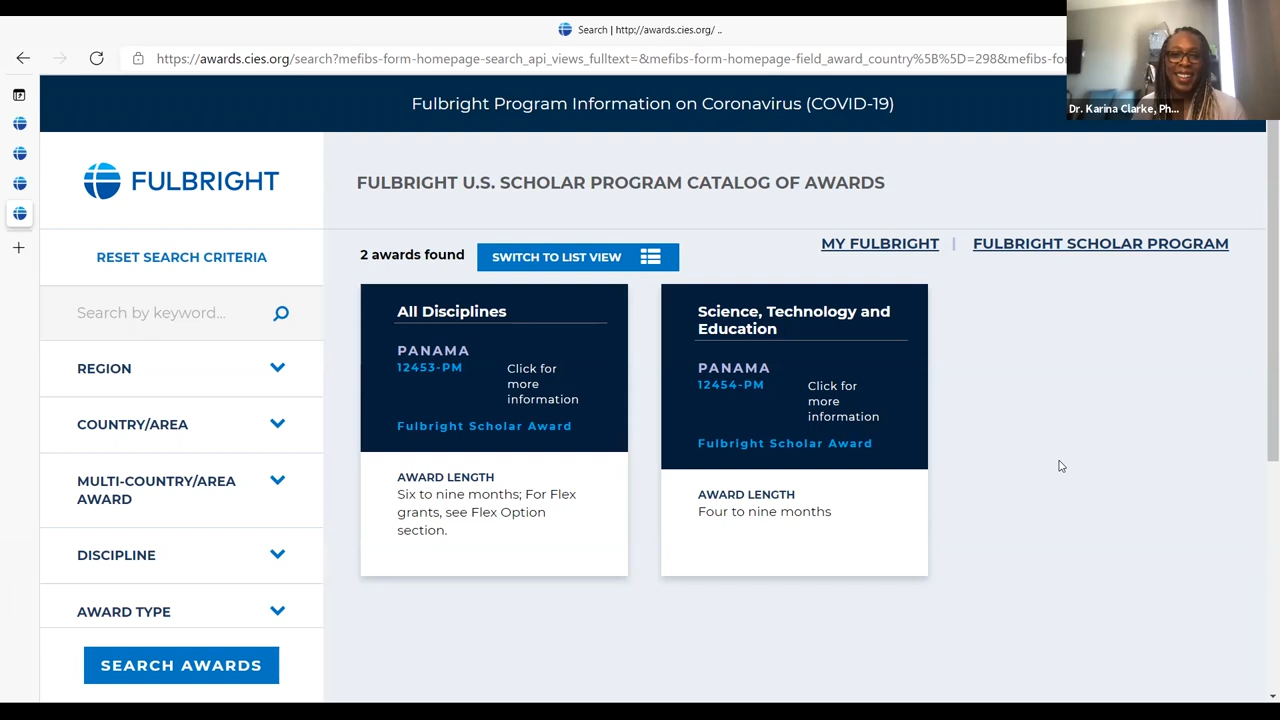 Search | http://awards.cies.org/ ..
https://awards.cies.org/search?mefibs-form-homepage-search_api_views_fulltext=&mefibs-form-homepage-field_award_country%5B%5D=298&mefibs-fo
Dr. Karina Clarke, Ph...
Fulbright Program Information on Coronavirus (COVID-19)
FULBRIGHT
FULBRIGHT U.S. SCHOLAR PROGRAM CATALOG OF AWARDS
MY FULBRIGHT | FULBRIGHT SCHOLAR PROGRAM
2 awards found
SWITCH TO LIST VIEW
RESET SEARCH CRITERIA
Search by keyword...
REGION
COUNTRY/AREA
MULTI-COUNTRY/AREA
AWARD
DISCIPLINE
AWARD TYPE
SEARCH AWARDS
All Disciplines
PANAMA
12453-PM
Click for
more
information
Fulbright Scholar Award
AWARD LENGTH
Six to nine months; For Flex
grants, see Flex Option
section.
Science, Technology and
Education
PANAMA
12454-PM
Click for
more
information
Fulbright Scholar Award
AWARD LENGTH
Four to nine months